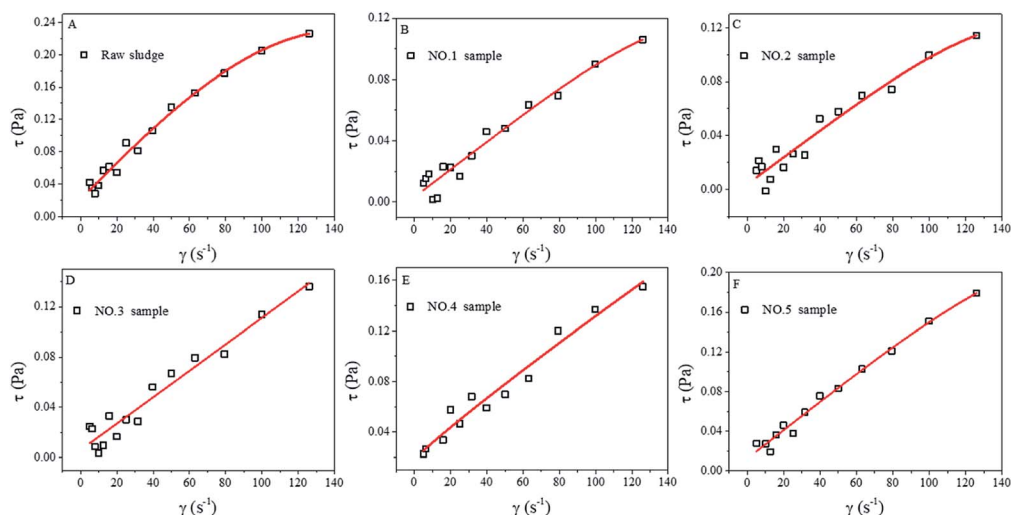 A
Raw sludge
0.24
0.20
0.16
0.12
0.08
0.04
0.00
τ (Pa)
0 20 40 60 80 100 120 140
γ (s⁻¹)
B
NO.1 sample
0.12
0.08
0.04
0.00
τ (Pa)
0 20 40 60 80 100 120 140
γ (s⁻¹)
C
NO.2 sample
0.12
0.08
0.04
0.00
τ (Pa)
0 20 40 60 80 100 120 140
γ (s⁻¹)
D
NO.3 sample
0.12
0.08
0.04
0.00
τ (Pa)
0 20 40 60 80 100 120 140
γ (s⁻¹)
E
NO.4 sample
0.16
0.12
0.08
0.04
τ (Pa)
0 20 40 60 80 100 120 140
γ (s⁻¹)
F
NO.5 sample
0.20
0.16
0.12
0.08
0.04
0.00
τ (Pa)
0 20 40 60 80 100 120 140
γ (s⁻¹)